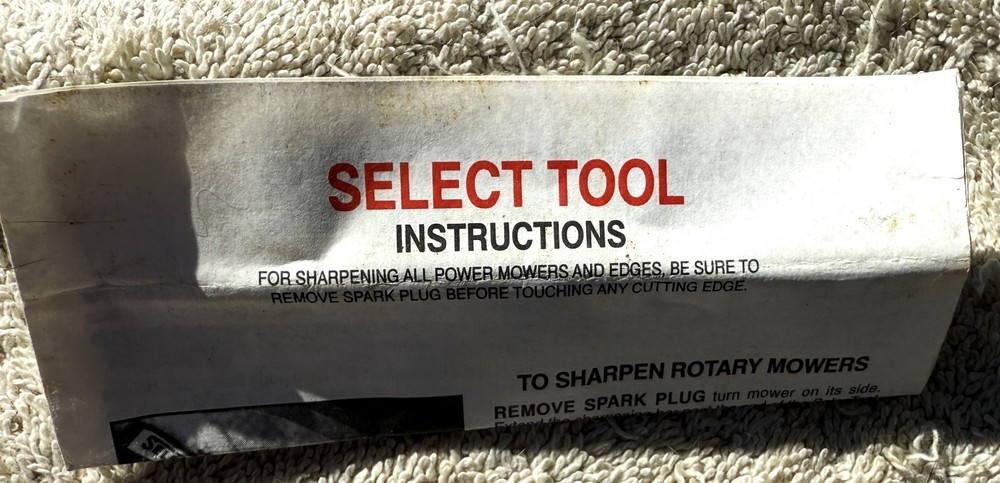 SELECT TOOL
INSTRUCTIONS
FOR SHARPENING ALL POWER MOWERS AND EDGES, BE SURE TO
REMOVE SPARK PLUG BEFORE TOUCHING ANY CUTTING EDGE.
TO SHARPEN ROTARY MOWERS
REMOVE SPARK PLUG turn mower on its side.